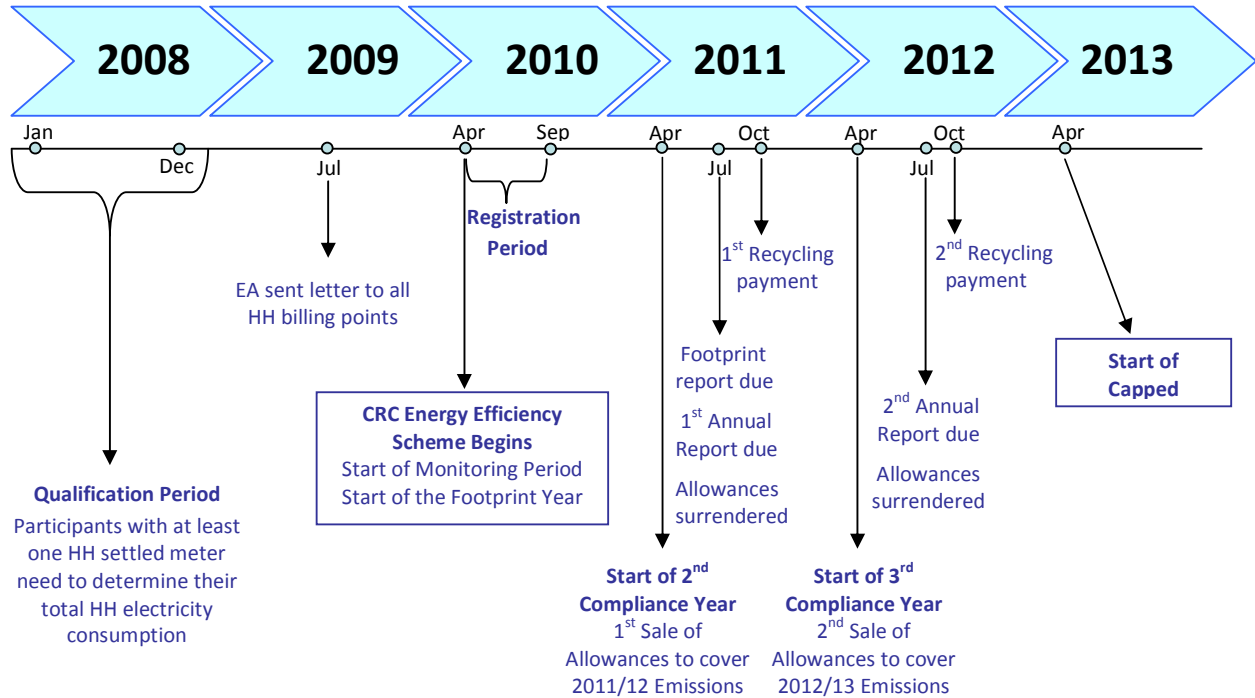 2008
2009
2010
2011
2012
2013
Jan
Dec
Jul
Apr
Sep
Apr
Jul
Oct
Apr
Jul
Oct
Apr
Qualification Period
Participants with at least
one HH settled meter
need to determine their
total HH electricity
consumption
EA sent letter to all
HH billing points
Registration
Period
CRC Energy Efficiency
Scheme Begins
Start of Monitoring Period
Start of the Footprint Year
Start of 2nd
Compliance Year
1st Sale of
Allowances to cover
2011/12 Emissions
Footprint
report due
1st Annual
Report due
Allowances
surrendered
1st Recycling
payment
Start of 3rd
Compliance Year
2nd Sale of
Allowances to cover
2012/13 Emissions
2nd Annual
Report due
Allowances
surrendered
2nd Recycling
payment
Start of
Capped